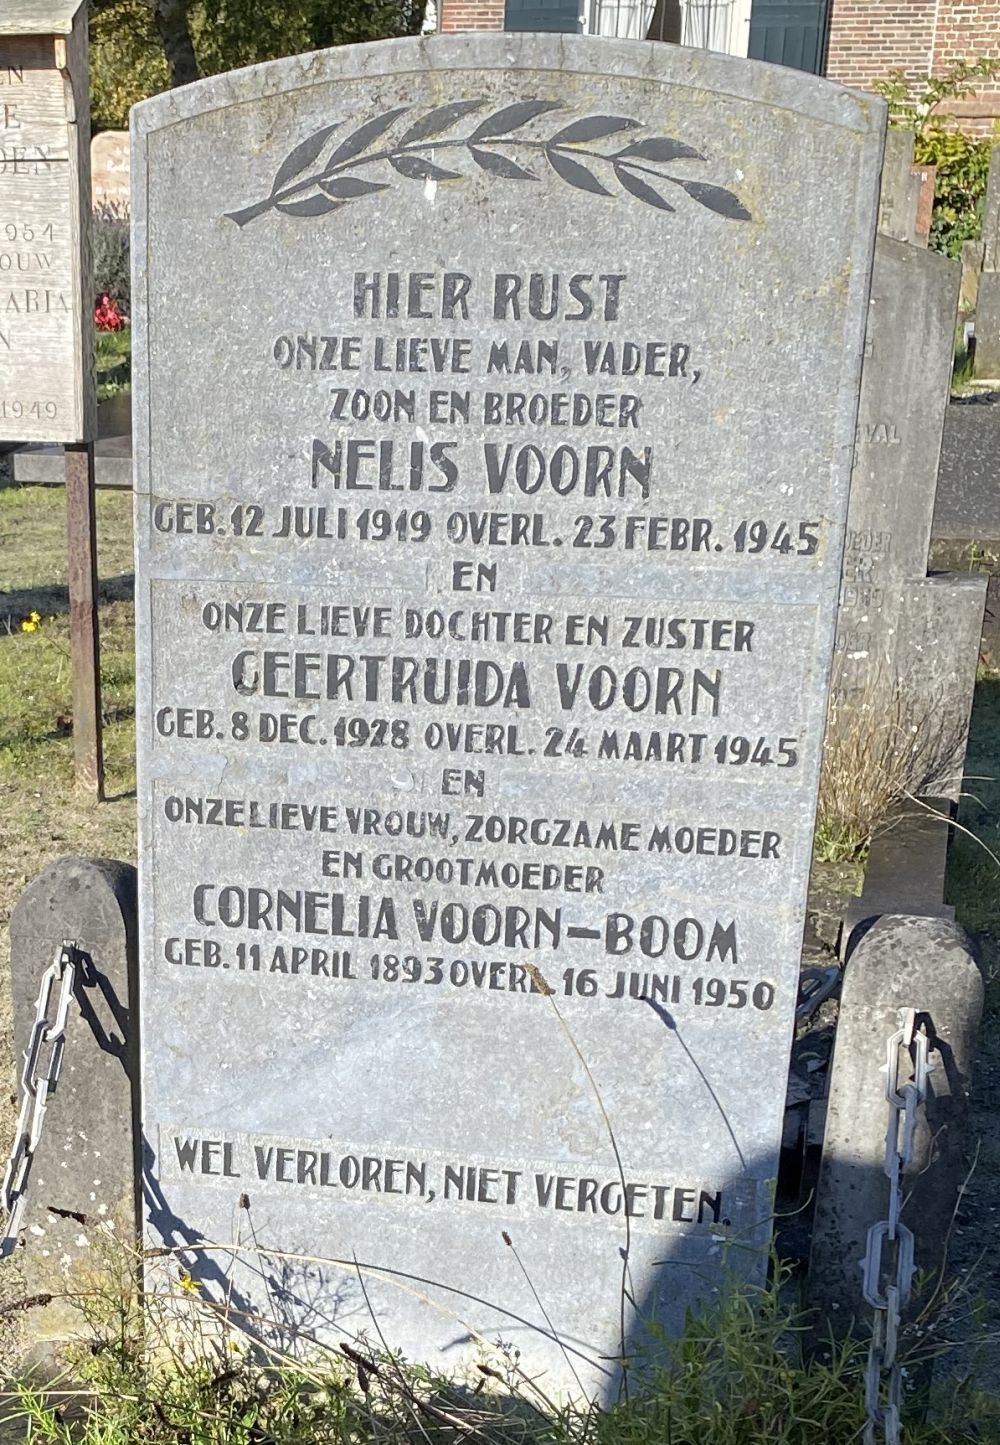 HIER RUST
ONZE LIEVE MAN, VADER,
ZOON EN BROEDER
NELIS VOORN
GEB. 12 JULI 1919 OVERL. 23 FEBR. 1945
EN
ONZE LIEVE DOCHTER EN ZUSTER
GEERTRUIDA VOORN
GEB. 8 DEC. 1928 OVERL. 24 MAART 1945
EN
ONZE LIEVE VROUW, ZORGZAME MOEDER
EN GROOTMOEDER
CORNELIA VOORN-BOOM
GEB. 11 APRIL 1893 OVERL. 16 JUNI 1950
WEL VERLOREN, NIET VERGETEN.
1949